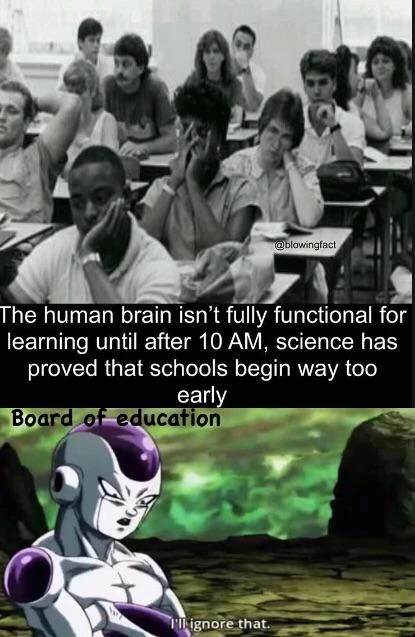 @blowingfact
The human brain isn't fully functional for
learning until after 10 AM, science has
proved that schools begin way too
early
Board of education
I'll ignore that.